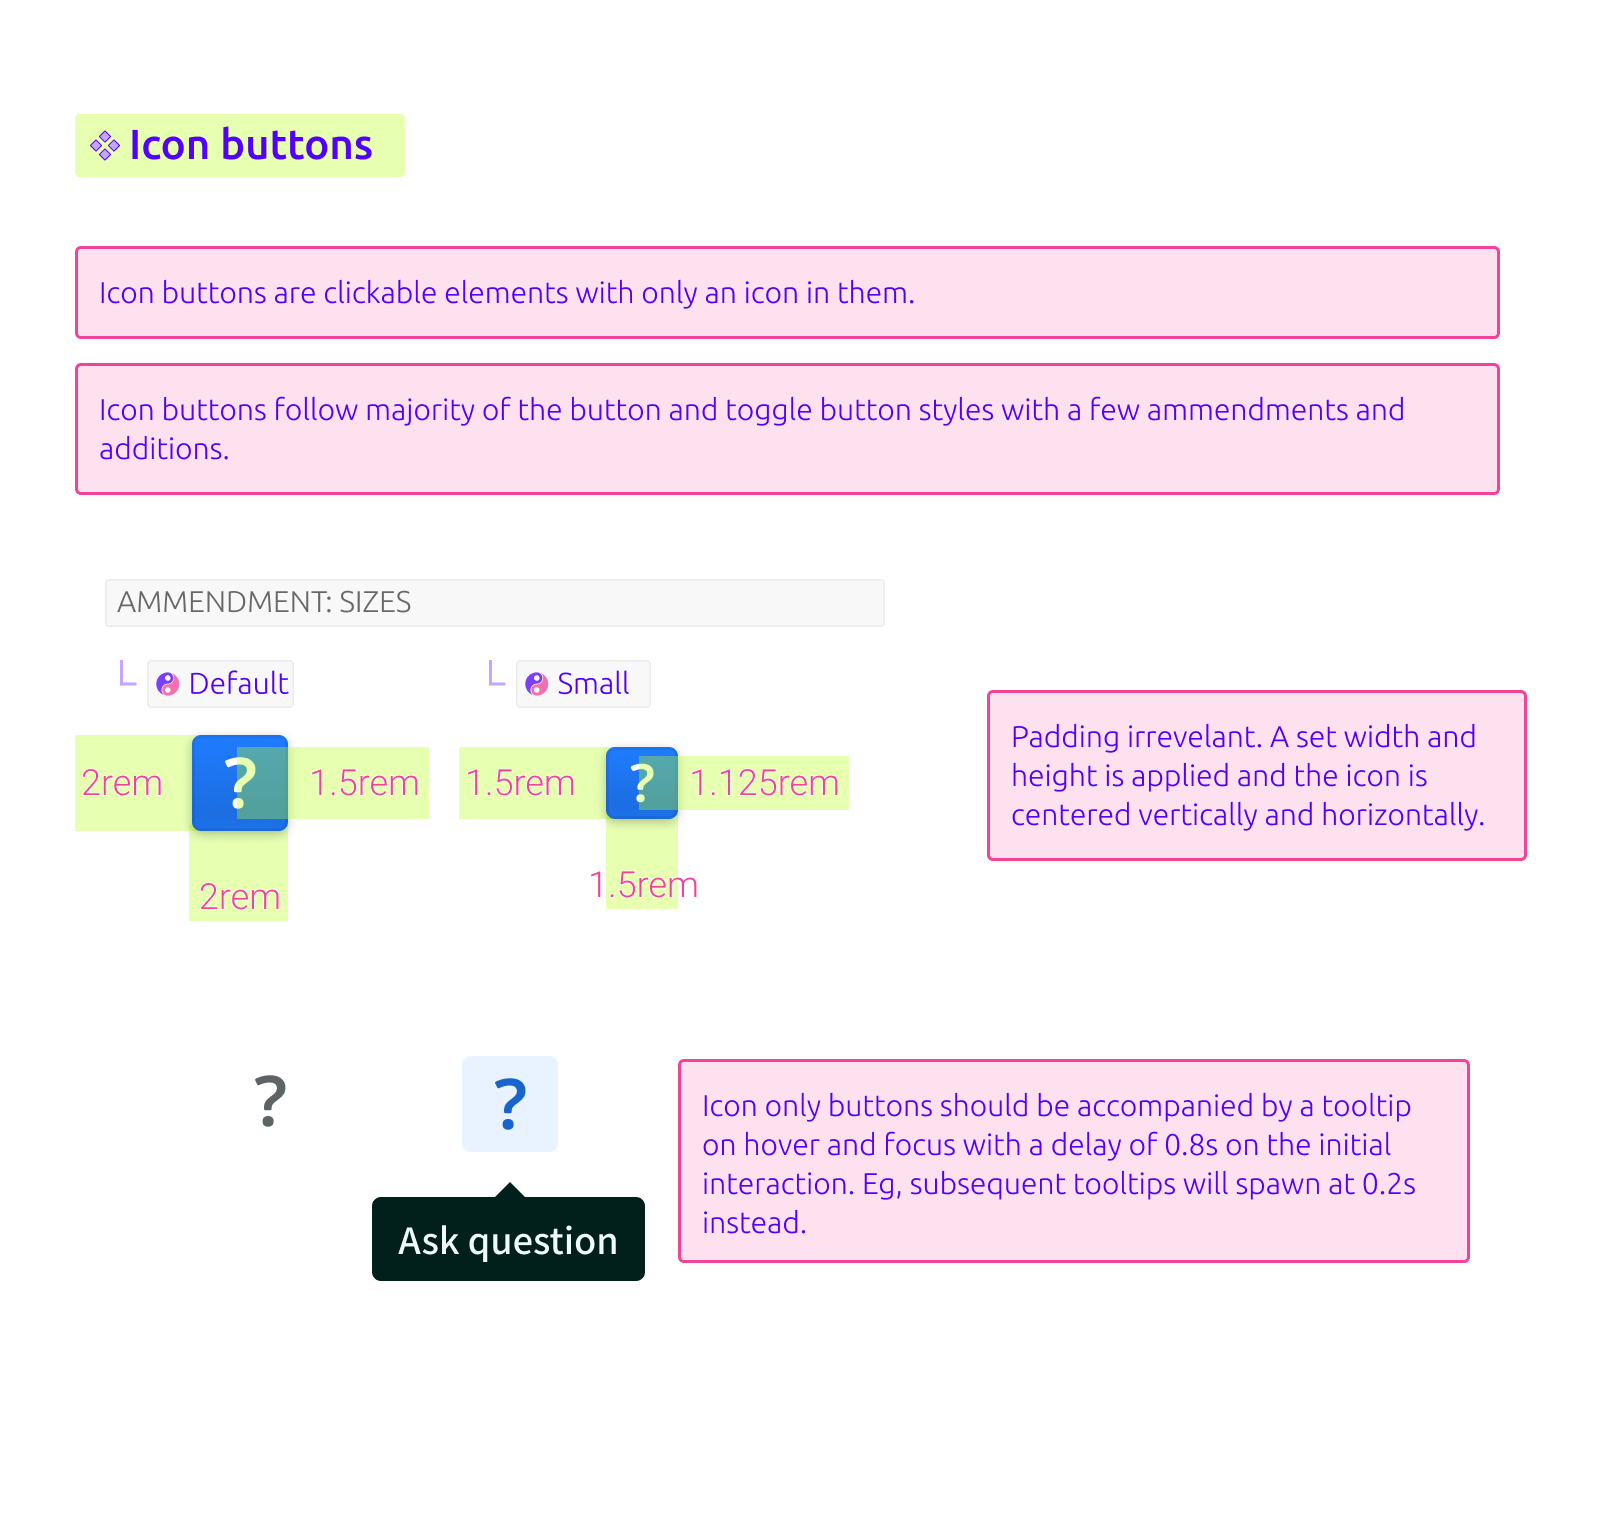 Icon buttons
Icon buttons are clickable elements with only an icon in them.
Icon buttons follow majority of the button and toggle button styles with a few ammendments and
additions.
AMMENDMENT: SIZES
Default
Small
2rem
?
1.5rem
1.5rem
?
1.125rem
2rem
1.5rem
Padding irrevelant. A set width and
height is applied and the icon is
centered vertically and horizontally.
?
?
Ask question
Icon only buttons should be accompanied by a tooltip
on hover and focus with a delay of 0.8s on the initial
interaction. Eg, subsequent tooltips will spawn at 0.2s
instead.